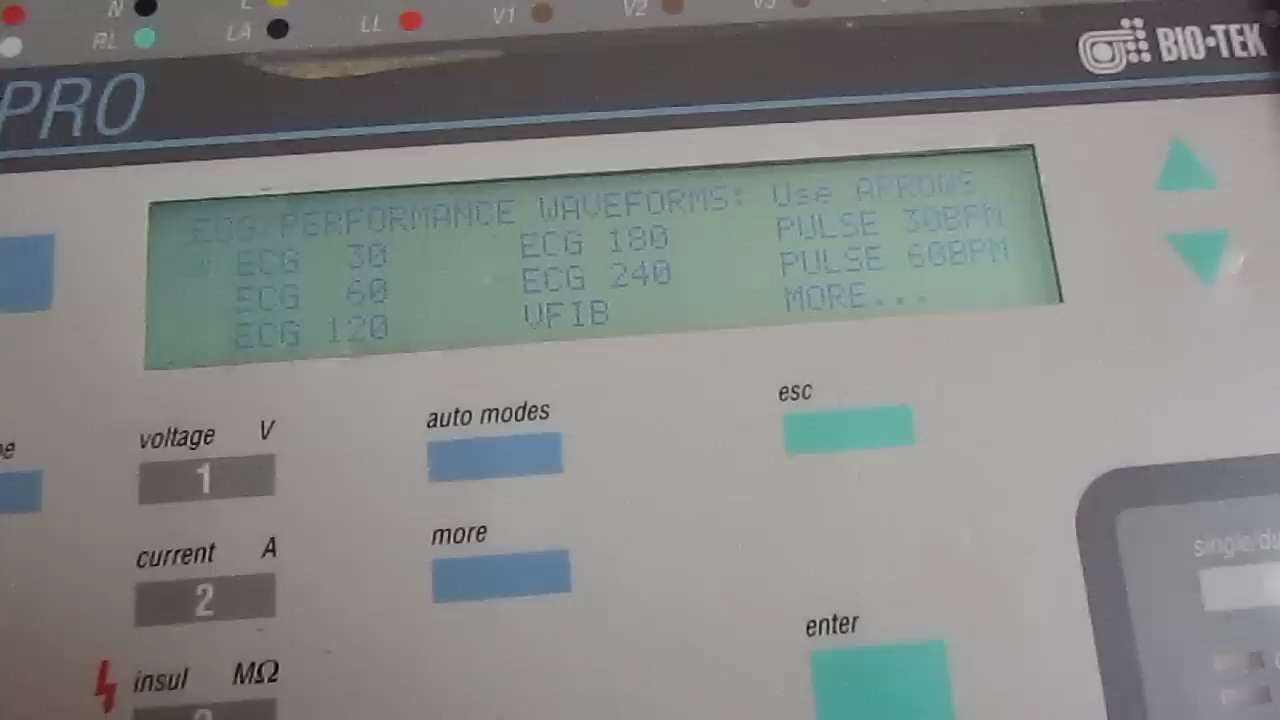 N
RL
LA
LL
V1
V2
V3
BIO-TEK
PRO
ECG PERFORMANCE WAVEFORMS: Use ARROWS
ECG 30 ECG 180 PULSE 30BPM
ECG 60 ECG 240 PULSE 60BPM
ECG 120 VFIB MORE...
voltage V
1
auto modes
esc
current A
2
more
enter
insul MΩ